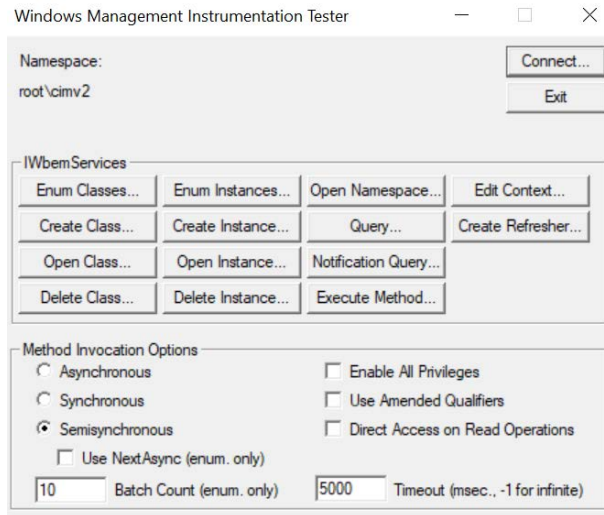 Windows Management Instrumentation Tester
Namespace:
Connect...
root\cimv2
Exit
IWbemServices
Enum Classes...
Enum Instances...
Open Namespace...
Edit Context...
Create Class...
Create Instance...
Query...
Create Refresher...
Open Class...
Open Instance...
Notification Query...
Delete Class...
Delete Instance...
Execute Method...
Method Invocation Options
Asynchronous
Enable All Privileges
Synchronous
Use Amended Qualifiers
Semisynchronous
Direct Access on Read Operations
Use NextAsync (enum. only)
10 Batch Count (enum. only)
5000 Timeout (msec., -1 for infinite)